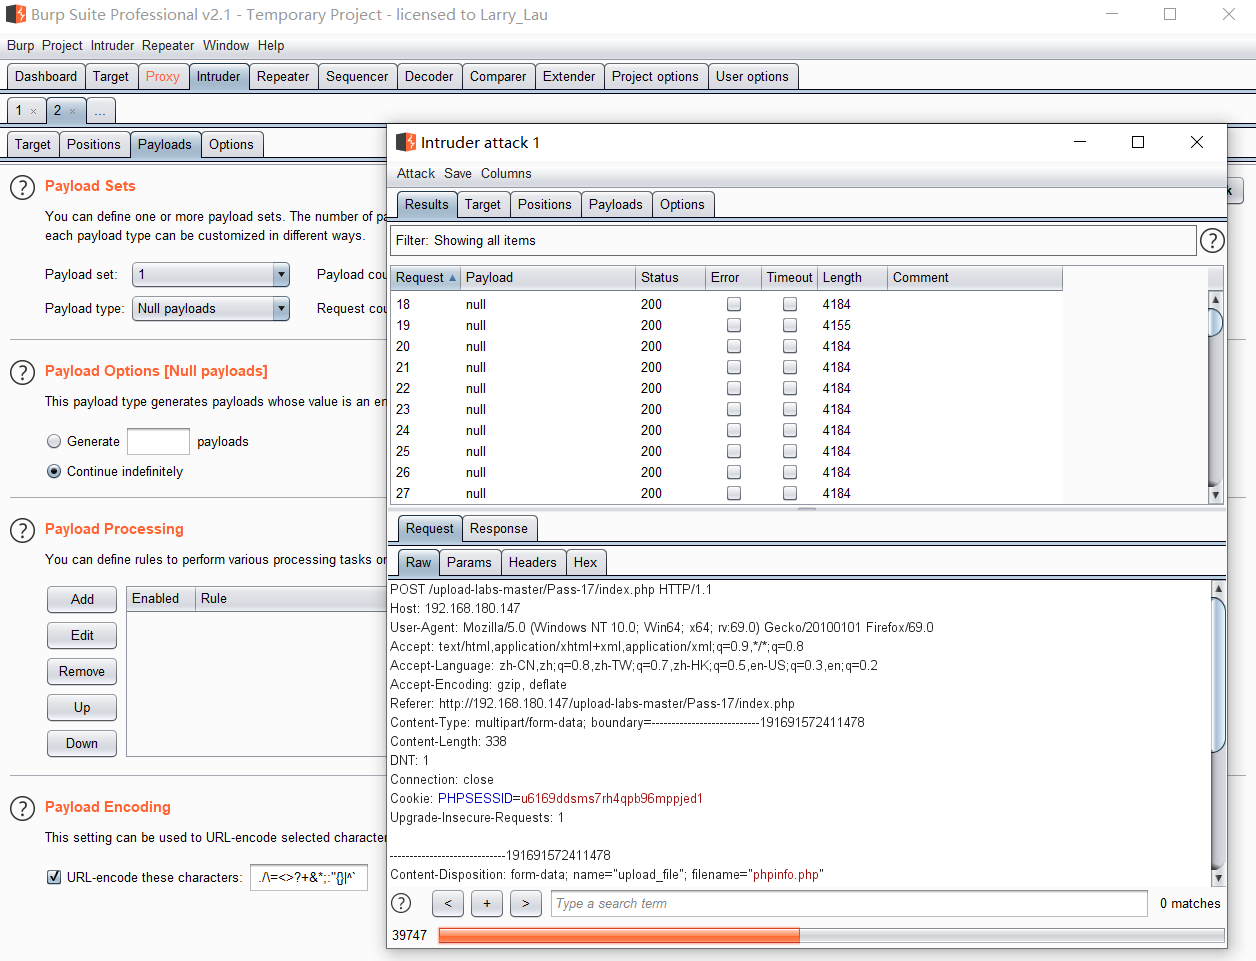 Burp Suite Professional v2.1 - Temporary Project - licensed to Larry_Lau
Burp Project Intruder Repeater Window Help
Dashboard Target Proxy Intruder Repeater Sequencer Decoder Comparer Extender Project options User options
1 × 2 × ...
Target Positions Payloads Options
Payload Sets
You can define one or more payload sets. The number of pa
each payload type can be customized in different ways.
Payload set: 1 Payload cou
Payload type: Null payloads Request cou
Payload Options [Null payloads]
This payload type generates payloads whose value is an em
Generate payloads
Continue indefinitely
Payload Processing
You can define rules to perform various processing tasks on
Add
Edit
Remove
Up
Down
Enabled Rule
Payload Encoding
This setting can be used to URL-encode selected character
URL-encode these characters: ./\=<>?+&*;:"{}|^`
Intruder attack 1
Attack Save Columns
Results Target Positions Payloads Options
Filter: Showing all items
Request Payload Status Error Timeout Length Comment
18 null 200 4184
19 null 200 4155
20 null 200 4184
21 null 200 4184
22 null 200 4184
23 null 200 4184
24 null 200 4184
25 null 200 4184
26 null 200 4184
27 null 200 4184
Request Response
Raw Params Headers Hex
POST /upload-labs-master/Pass-17/index.php HTTP/1.1
Host: 192.168.180.147
User-Agent: Mozilla/5.0 (Windows NT 10.0; Win64; x64; rv:69.0) Gecko/20100101 Firefox/69.0
Accept: text/html,application/xhtml+xml,application/xml;q=0.9,*/*;q=0.8
Accept-Language: zh-CN,zh;q=0.8,zh-TW;q=0.7,zh-HK;q=0.5,en-US;q=0.3,en;q=0.2
Accept-Encoding: gzip, deflate
Referer: http://192.168.180.147/upload-labs-master/Pass-17/index.php
Content-Type: multipart/form-data; boundary=---------------------------191691572411478
Content-Length: 338
DNT: 1
Connection: close
Cookie: PHPSESSID=u6169ddsms7rh4qpb96mppjed1
Upgrade-Insecure-Requests: 1
-----------------------------191691572411478
Content-Disposition: form-data; name="upload_file"; filename="phpinfo.php"
? < + > Type a search term 0 matches
39747